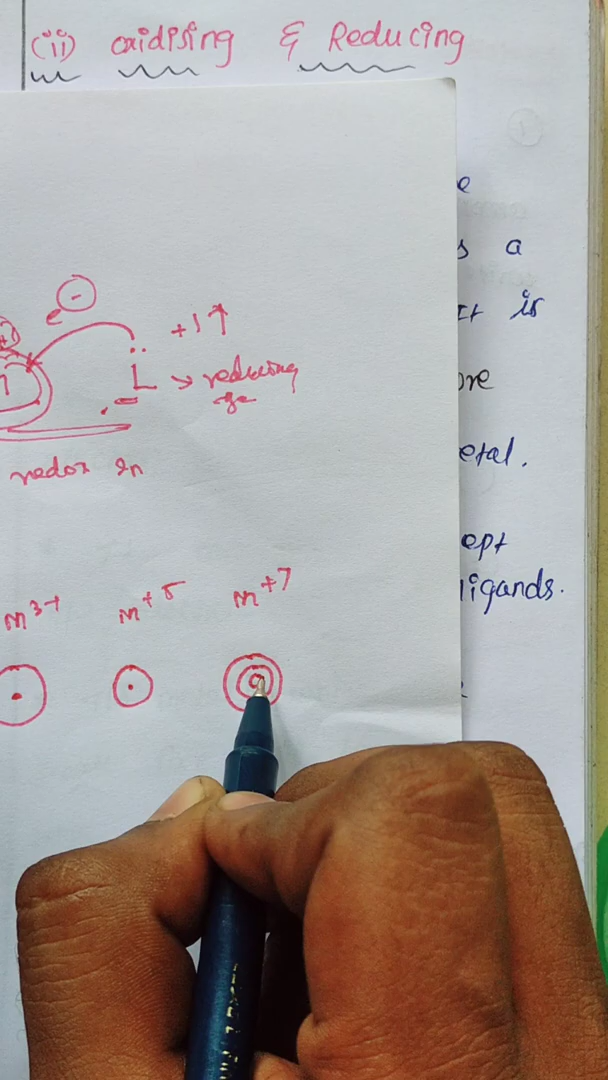 (ii) oxidising & Reducing
e
s a
It is
ore
etal.
ept
ligands.
e⊖
+1↑
L → reducing
redox
m³⁺ m⁺⁵ m⁺⁷